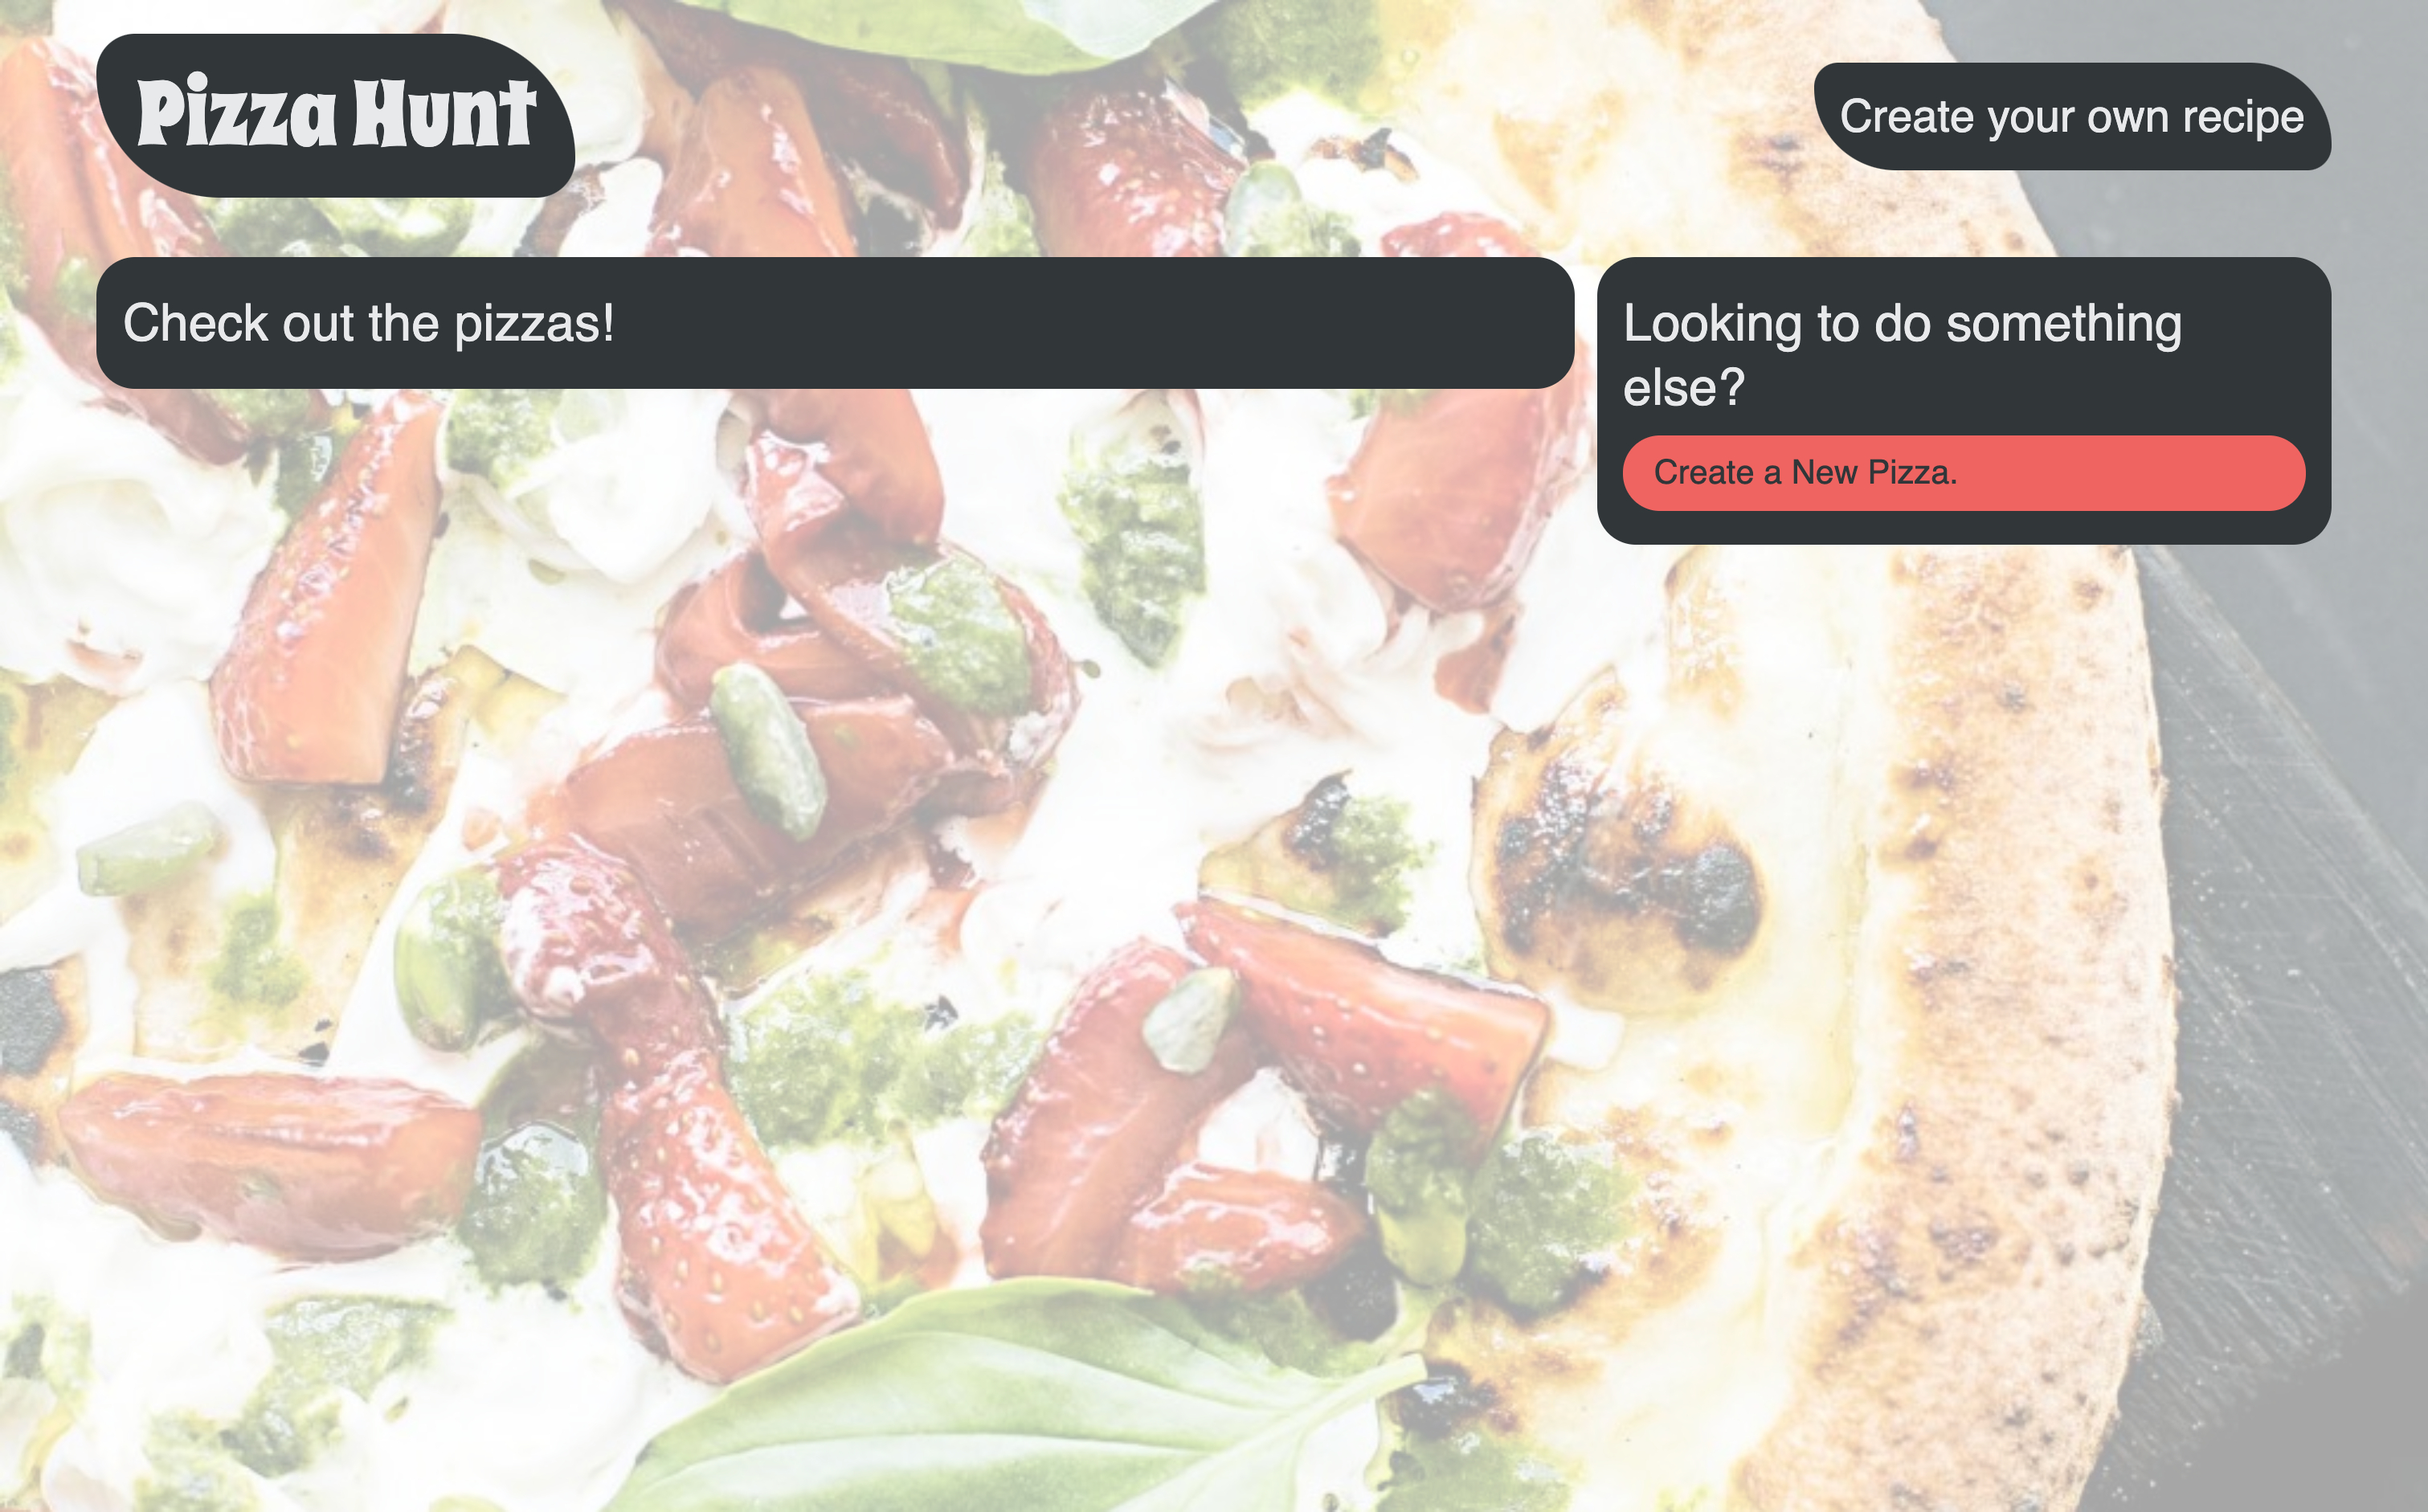 Pizza Hunt
Create your own recipe
Check out the pizzas!
Looking to do something
else?
Create a New Pizza.